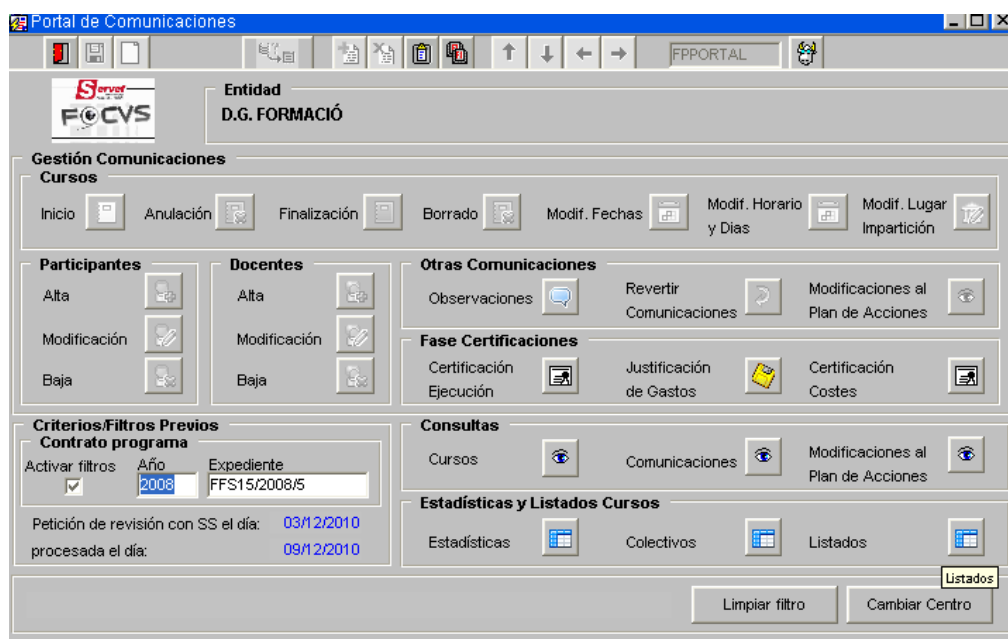 Portal de Comunicaciones
FPPORTAL
Servef
FOCVS
Entidad
D.G. FORMACIÓ
Gestión Comunicaciones
Cursos
Inicio Anulación Finalización Borrado Modif. Fechas Modif. Horario y Dias Modif. Lugar Impartición
Participantes
Alta
Modificación
Baja
Docentes
Alta
Modificación
Baja
Otras Comunicaciones
Observaciones Revertir Comunicaciones Modificaciones al Plan de Acciones
Fase Certificaciones
Certificación Ejecución Justificación de Gastos Certificación Costes
Criterios/Filtros Previos
Contrato programa
Activar filtros Año Expediente
2008 FFS15/2008/5
Petición de revisión con SS el día: 03/12/2010
procesada el día: 09/12/2010
Consultas
Cursos Comunicaciones Modificaciones al Plan de Acciones
Estadísticas y Listados Cursos
Estadísticas Colectivos Listados
Listados
Limpiar filtro Cambiar Centro